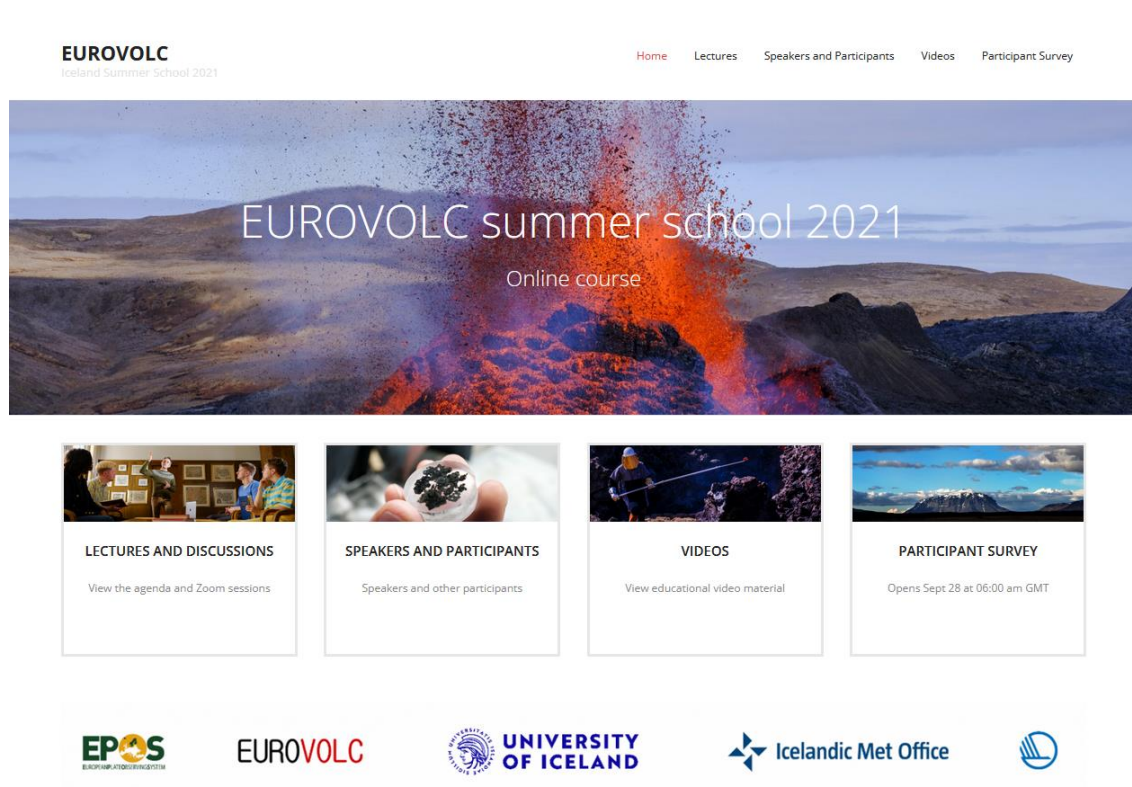 EUROVOLC
Iceland Summer School 2021
Home Lectures Speakers and Participants Videos Participant Survey
EUROVOLC summer school 2021
Online course
LECTURES AND DISCUSSIONS
View the agenda and Zoom sessions
SPEAKERS AND PARTICIPANTS
Speakers and other participants
VIDEOS
View educational video material
PARTICIPANT SURVEY
Opens Sept 28 at 06:00 am GMT
EPOS
EUROVOLC
UNIVERSITY
OF ICELAND
Icelandic Met Office